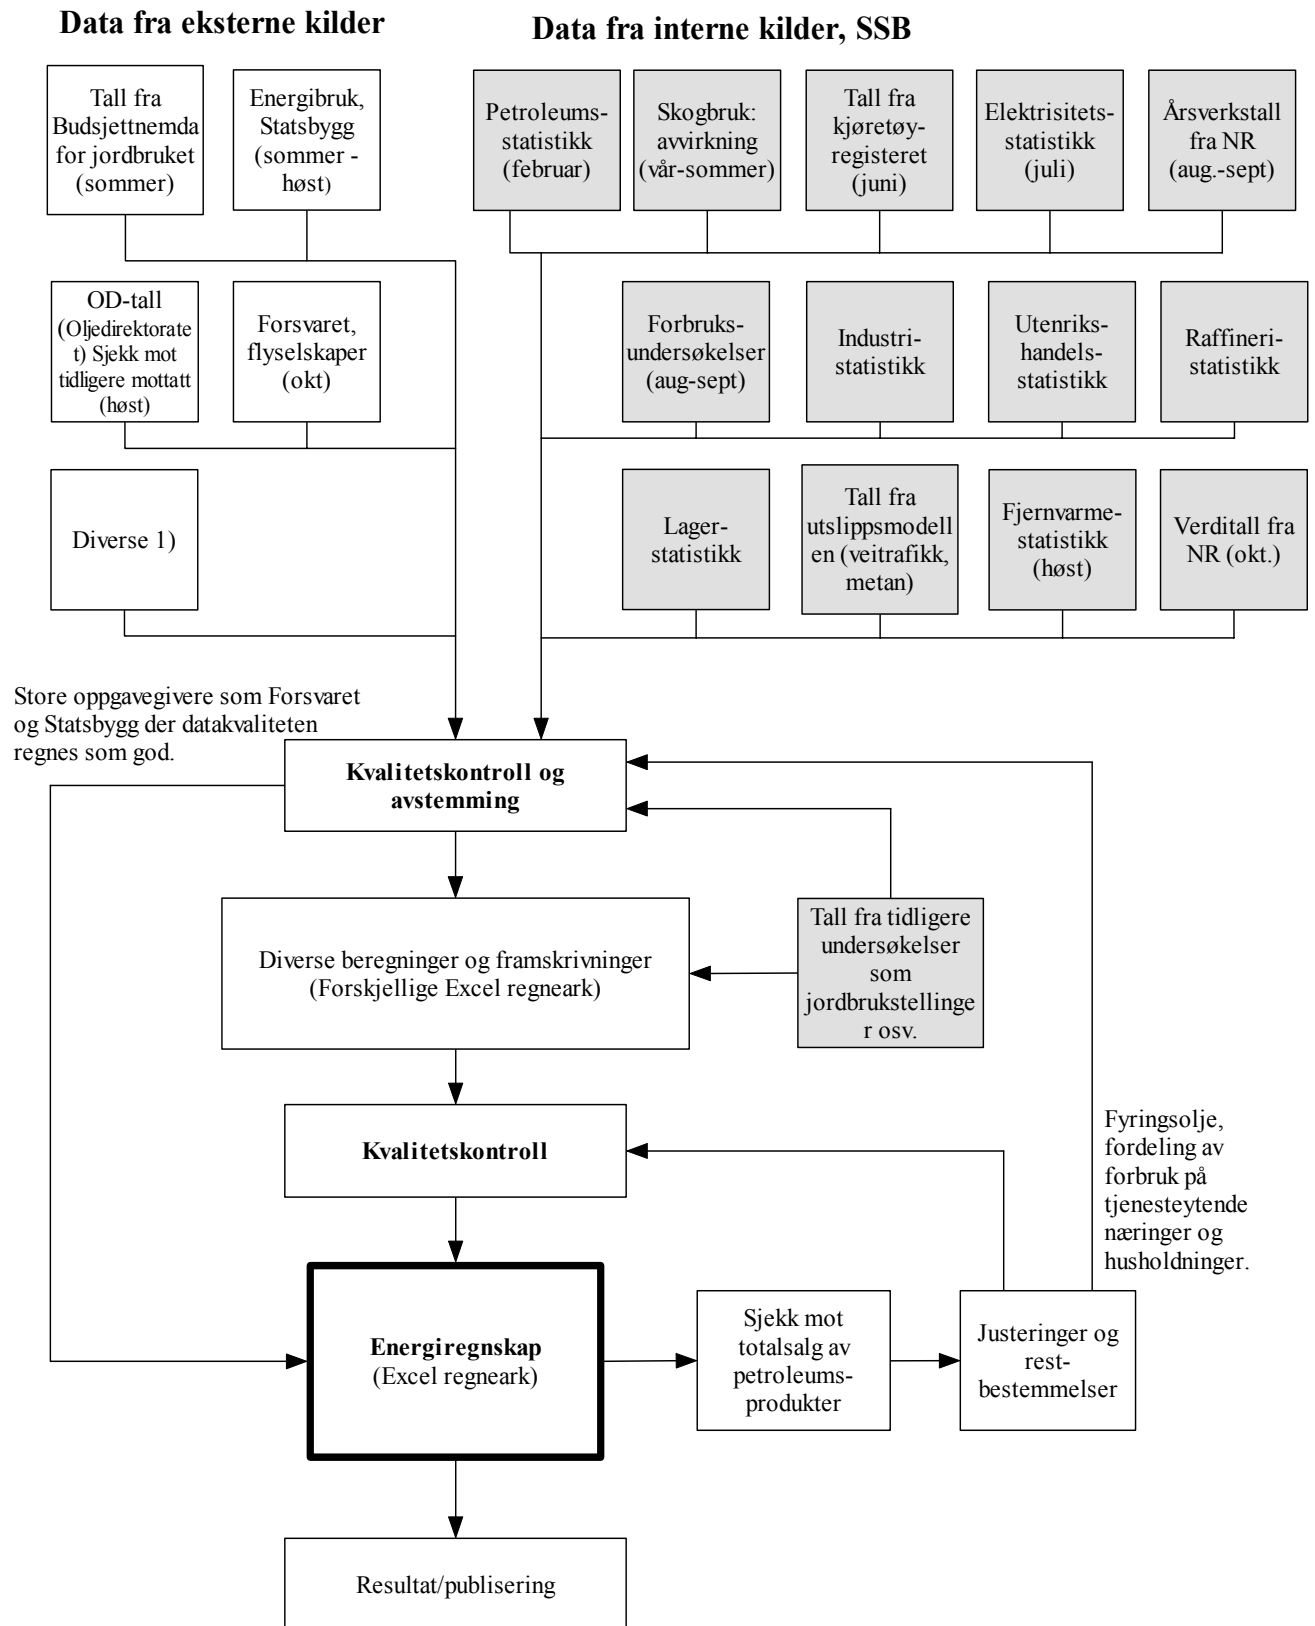 Data fra eksterne kilder
Data fra interne kilder, SSB
Tall fra
Budsjettnemda
for jordbruket
(sommer)
Energibruk,
Statsbygg
(sommer -
høst)
Petroleums-
statistikk
(februar)
Skogbruk:
avvirkning
(vår-sommer)
Tall fra
kjøretøy-
registeret
(juni)
Elektrisitets-
statistikk
(juli)
Årsverkstall
fra NR
(aug.-sept)
OD-tall
(Oljedirektorate
t) Sjekk mot
tidligere mottatt
(høst)
Forsvaret,
flyselskaper
(okt)
Forbruks-
undersøkelser
(aug-sept)
Industri-
statistikk
Utenriks-
handels-
statistikk
Raffineri-
statistikk
Diverse 1)
Lager-
statistikk
Tall fra
utslippsmodell
en (veitrafikk,
metan)
Fjernvarme-
statistikk
(høst)
Verditall fra
NR (okt.)
Store oppgavegivere som Forsvaret
og Statsbygg der datakvaliteten
regnes som god.
Kvalitetskontroll og
avstemming
Diverse beregninger og framskrivninger
(Forskjellige Excel regneark)
Tall fra tidligere
undersøkelser
som
jordbrukstellinge
r osv.
Kvalitetskontroll
Fyringsolje,
fordeling av
forbruk på
tjenesteytende
næringer og
husholdninger.
Energiregnskap
(Excel regneark)
Sjekk mot
totalsalg av
petroleums-
produkter
Justeringer og
rest-
bestemmelser
Resultat/publisering